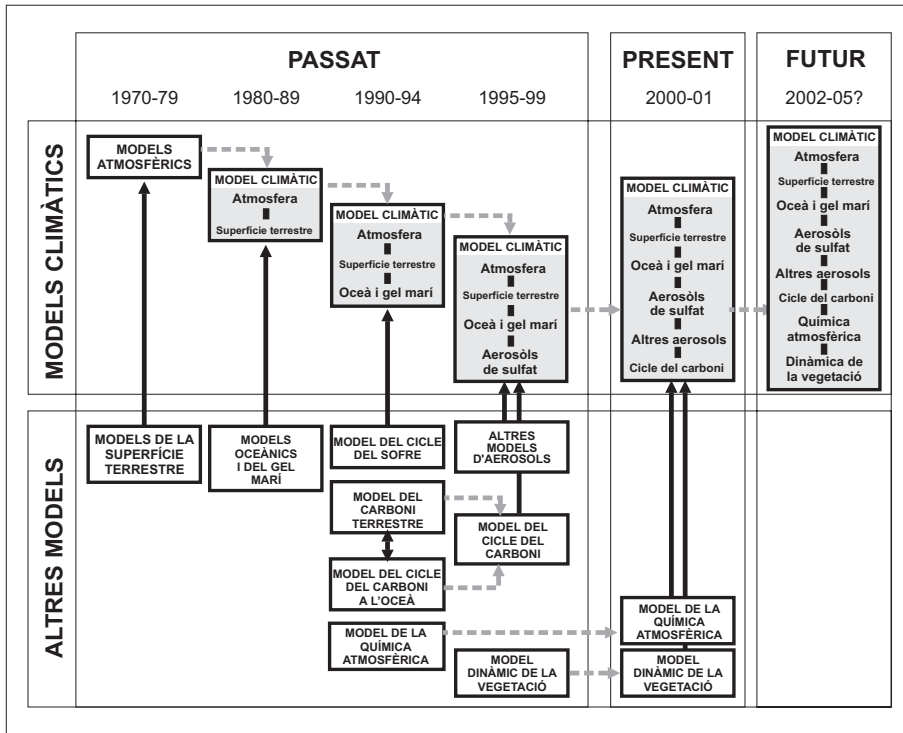 PASSAT
PRESENT
FUTUR
1970-79
1980-89
1990-94
1995-99
2000-01
2002-05?
MODELS CLIMÀTICS
MODELS
ATMOSFÈRICS
MODEL CLIMÀTIC
Atmosfera
Superfície terrestre
MODEL CLIMÀTIC
Atmosfera
Superfície terrestre
Oceà i gel marí
MODEL CLIMÀTIC
Atmosfera
Superfície terrestre
Oceà i gel marí
Aerosòls
de sulfat
MODEL CLIMÀTIC
Atmosfera
Superfície terrestre
Oceà i gel marí
Aerosòls
de sulfat
Altres aerosols
Cicle del carboni
MODEL CLIMÀTIC
Atmosfera
Superfície terrestre
Oceà i gel marí
Aerosòls
de sulfat
Altres aerosols
Cicle del carboni
Química
atmosfèrica
Dinàmica de
la vegetació
ALTRES MODELS
MODELS DE LA
SUPERFÍCIE
TERRESTRE
MODELS
OCEÀNICS
I DEL GEL
MARÍ
MODEL DEL CICLE
DEL SOFRE
ALTRES
MODELS
D'AEROSOLS
MODEL DEL
CARBONI
TERRESTRE
MODEL DEL
CICLE DEL
CARBONI
MODEL DEL CICLE
DEL CARBONI
A L'OCEÀ
MODEL DE LA
QUÍMICA
ATMOSFÈRICA
MODEL DE LA
QUÍMICA
ATMOSFÈRICA
MODEL
DINÀMIC DE LA
VEGETACIÓ
MODEL
DINÀMIC DE LA
VEGETACIÓ